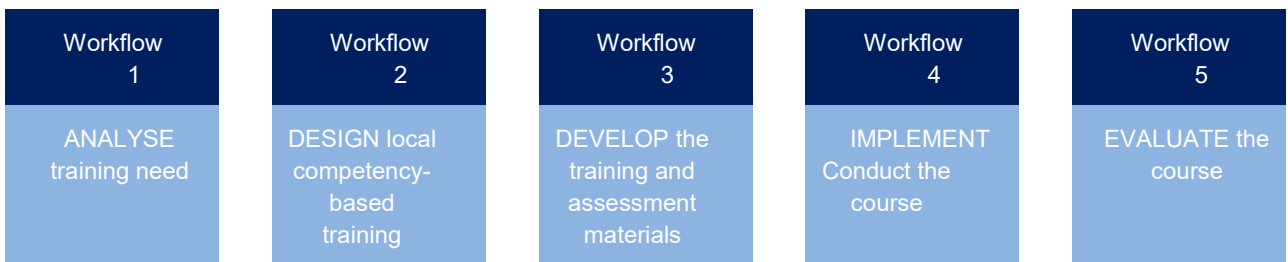 Workflow
1
ANALYSE
training need
Workflow
2
DESIGN local
competency-
based
training
Workflow
3
DEVELOP the
training and
assessment
materials
Workflow
4
IMPLEMENT
Conduct the
course
Workflow
5
EVALUATE the
course